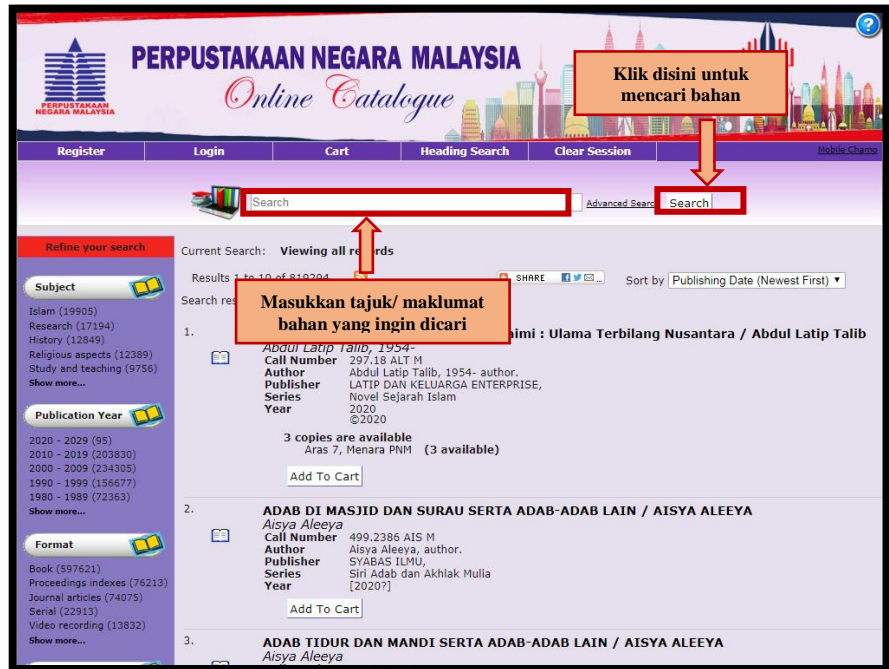 PERPUSTAKAAN NEGARA MALAYSIA
Online Catalogue
PERPUSTAKAAN
NEGARA MALAYSIA
?
Klik disini untuk
mencari bahan
Register Login Cart Heading Search Clear Session Mobile Chamo
Search Advanced Searc Search
Refine your search
Subject
Islam (19905)
Research (17194)
History (12849)
Religious aspects (12389)
Study and teaching (9756)
Show more...
Publication Year
2020 - 2029 (95)
2010 - 2019 (203830)
2000 - 2009 (234305)
1990 - 1999 (156677)
1980 - 1989 (72363)
Show more...
Format
Book (597621)
Proceedings indexes (76213)
Journal articles (74075)
Serial (22913)
Video recording (13832)
Show more...
Current Search: Viewing all records
Results 1 to 10 of 819294 SHARE ... Sort by Publishing Date (Newest First)
Search res
Masukkan tajuk/ maklumat
bahan yang ingin dicari
1. aimi : Ulama Terbilang Nusantara / Abdul Latip Talib
Abdul Latip Talib, 1954-
Call Number 297.18 ALT M
Author Abdul Latip Talib, 1954- author.
Publisher LATIP DAN KELUARGA ENTERPRISE,
Series Novel Sejarah Islam
Year 2020
©2020
3 copies are available
Aras 7, Menara PNM (3 available)
Add To Cart
2. ADAB DI MASJID DAN SURAU SERTA ADAB-ADAB LAIN / AISYA ALEEYA
Aisya Aleeya
Call Number 499.2386 AIS M
Author Aisya Aleeya, author.
Publisher SYABAS ILMU,
Series Siri Adab dan Akhlak Mulia
Year [2020?]
Add To Cart
3. ADAB TIDUR DAN MANDI SERTA ADAB-ADAB LAIN / AISYA ALEEYA
Aisya Aleeya